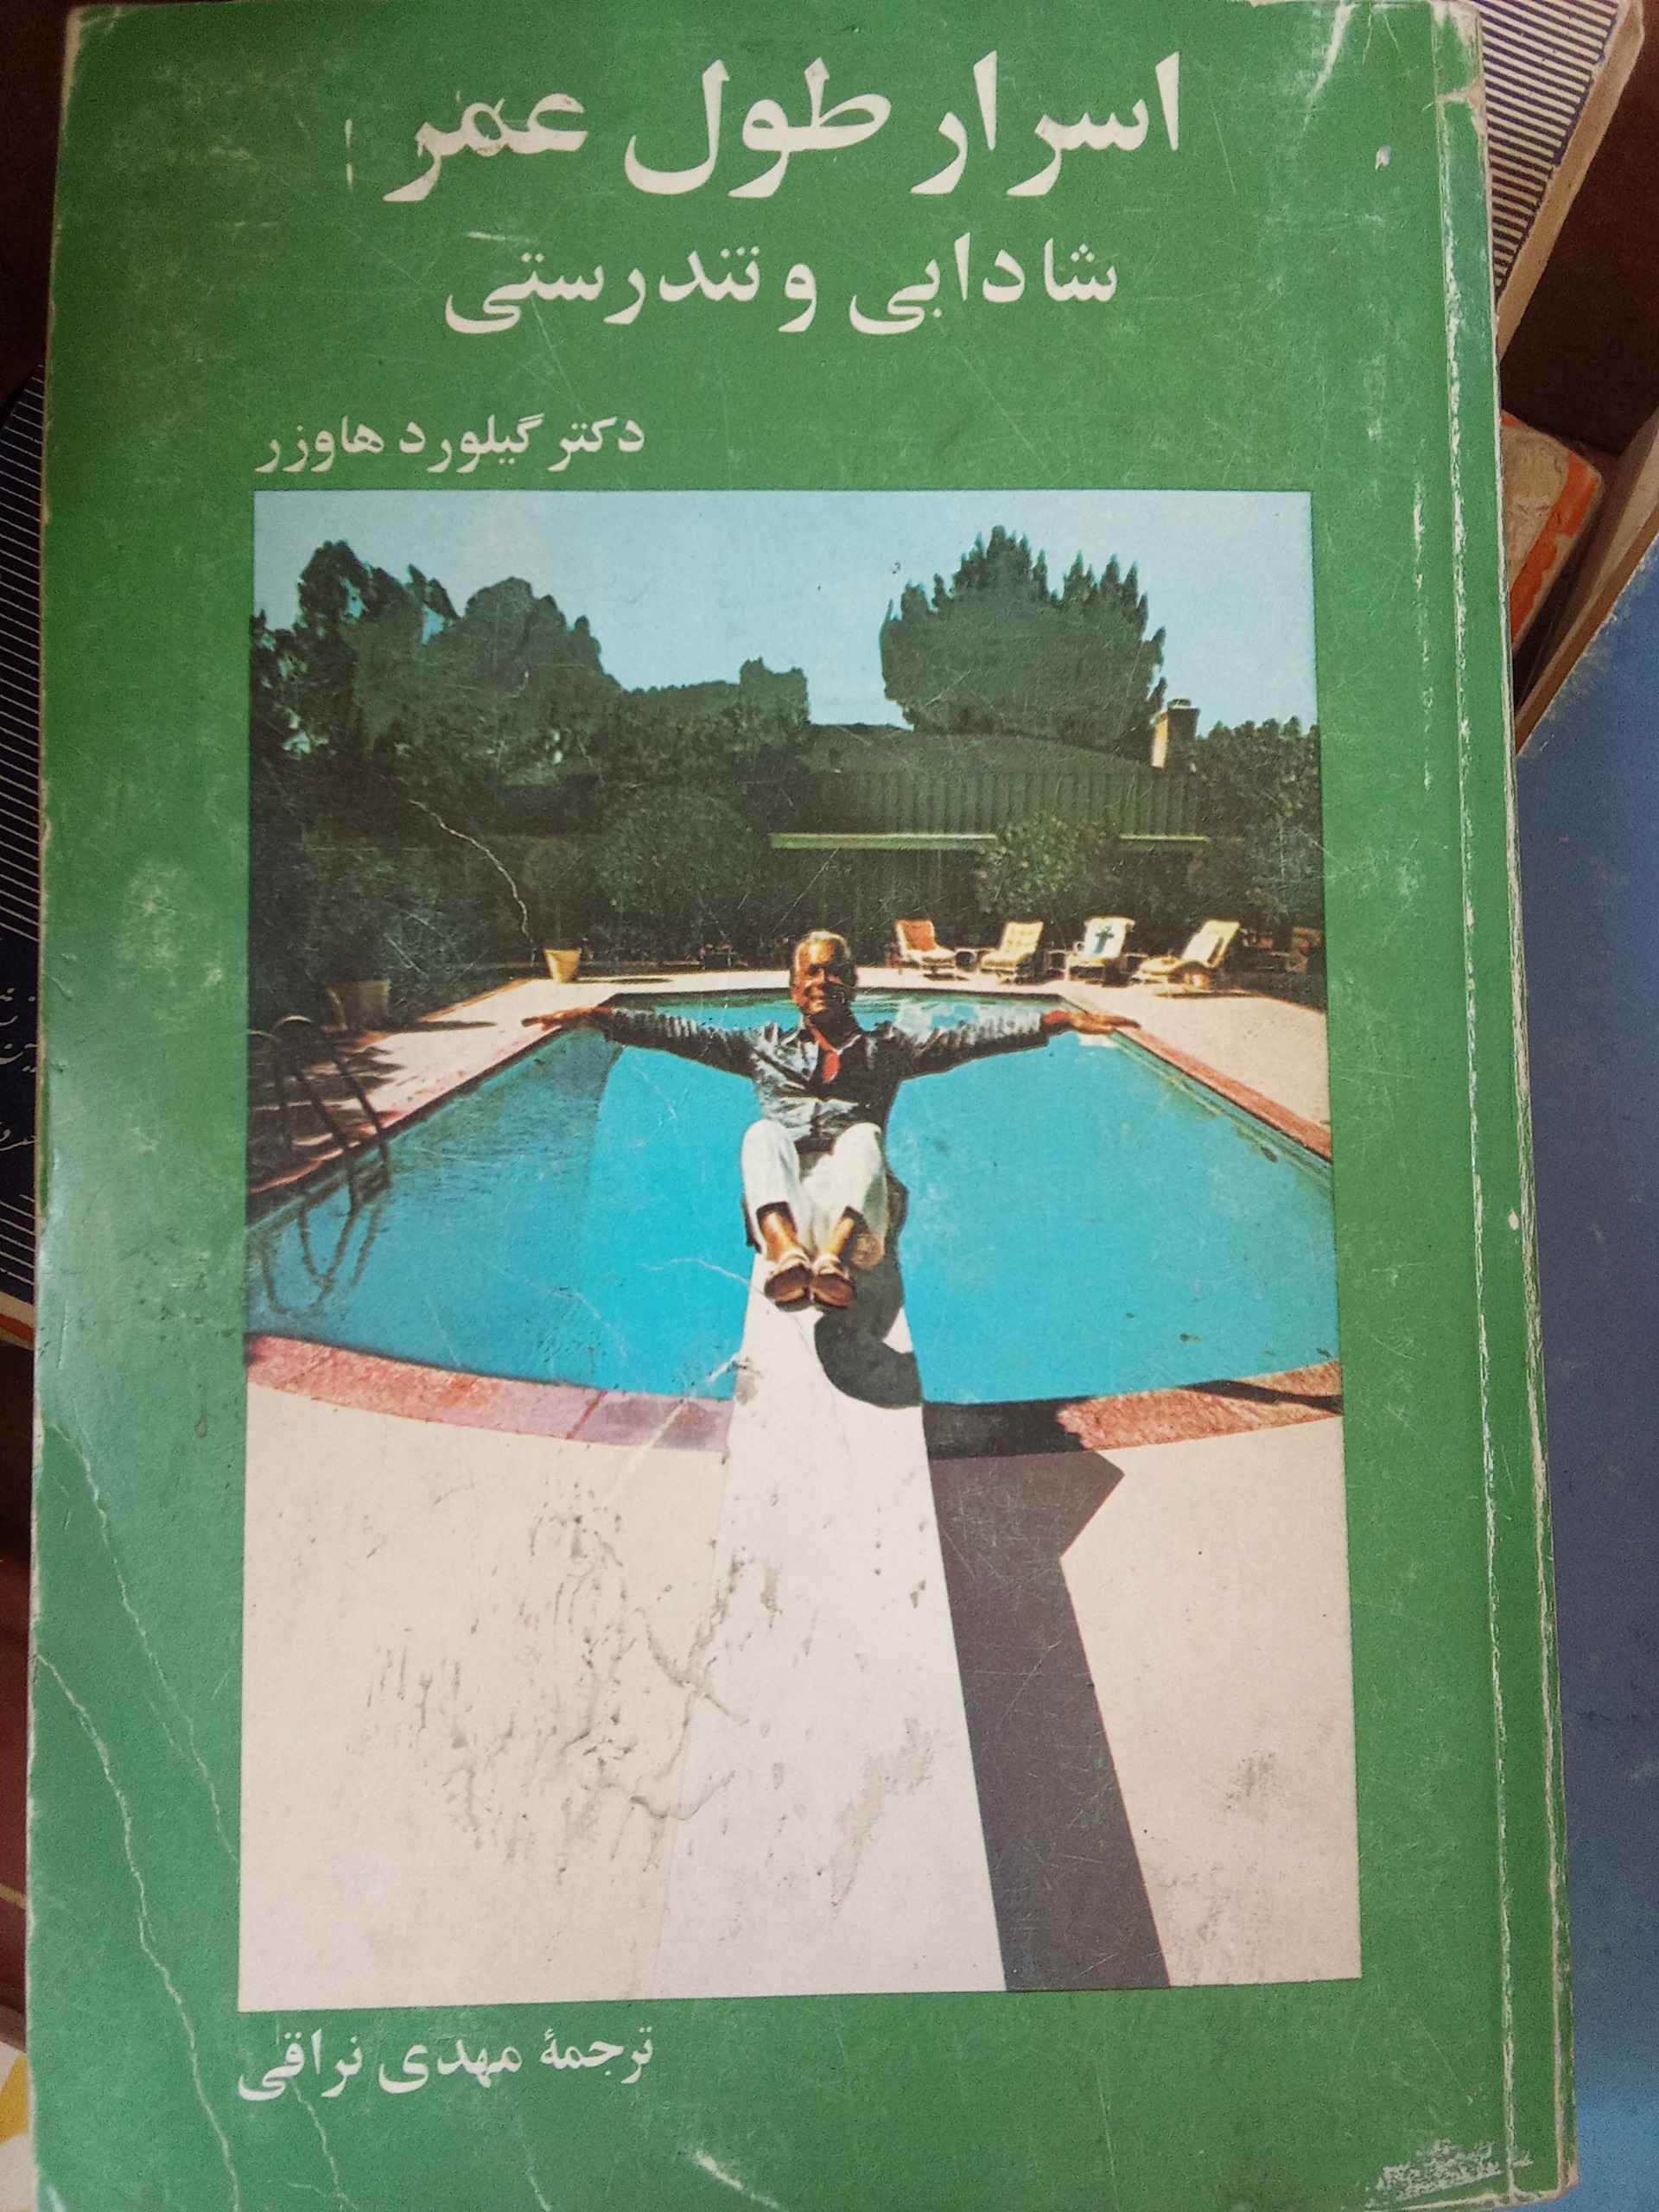 اسرار طول عمر
شادابی و تندرستی
دکتر گیلورد هاوزر
ترجمهٔ مهدی نراقی